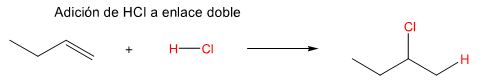 Adición de HCl a enlace doble
+ H Cl
Cl
H